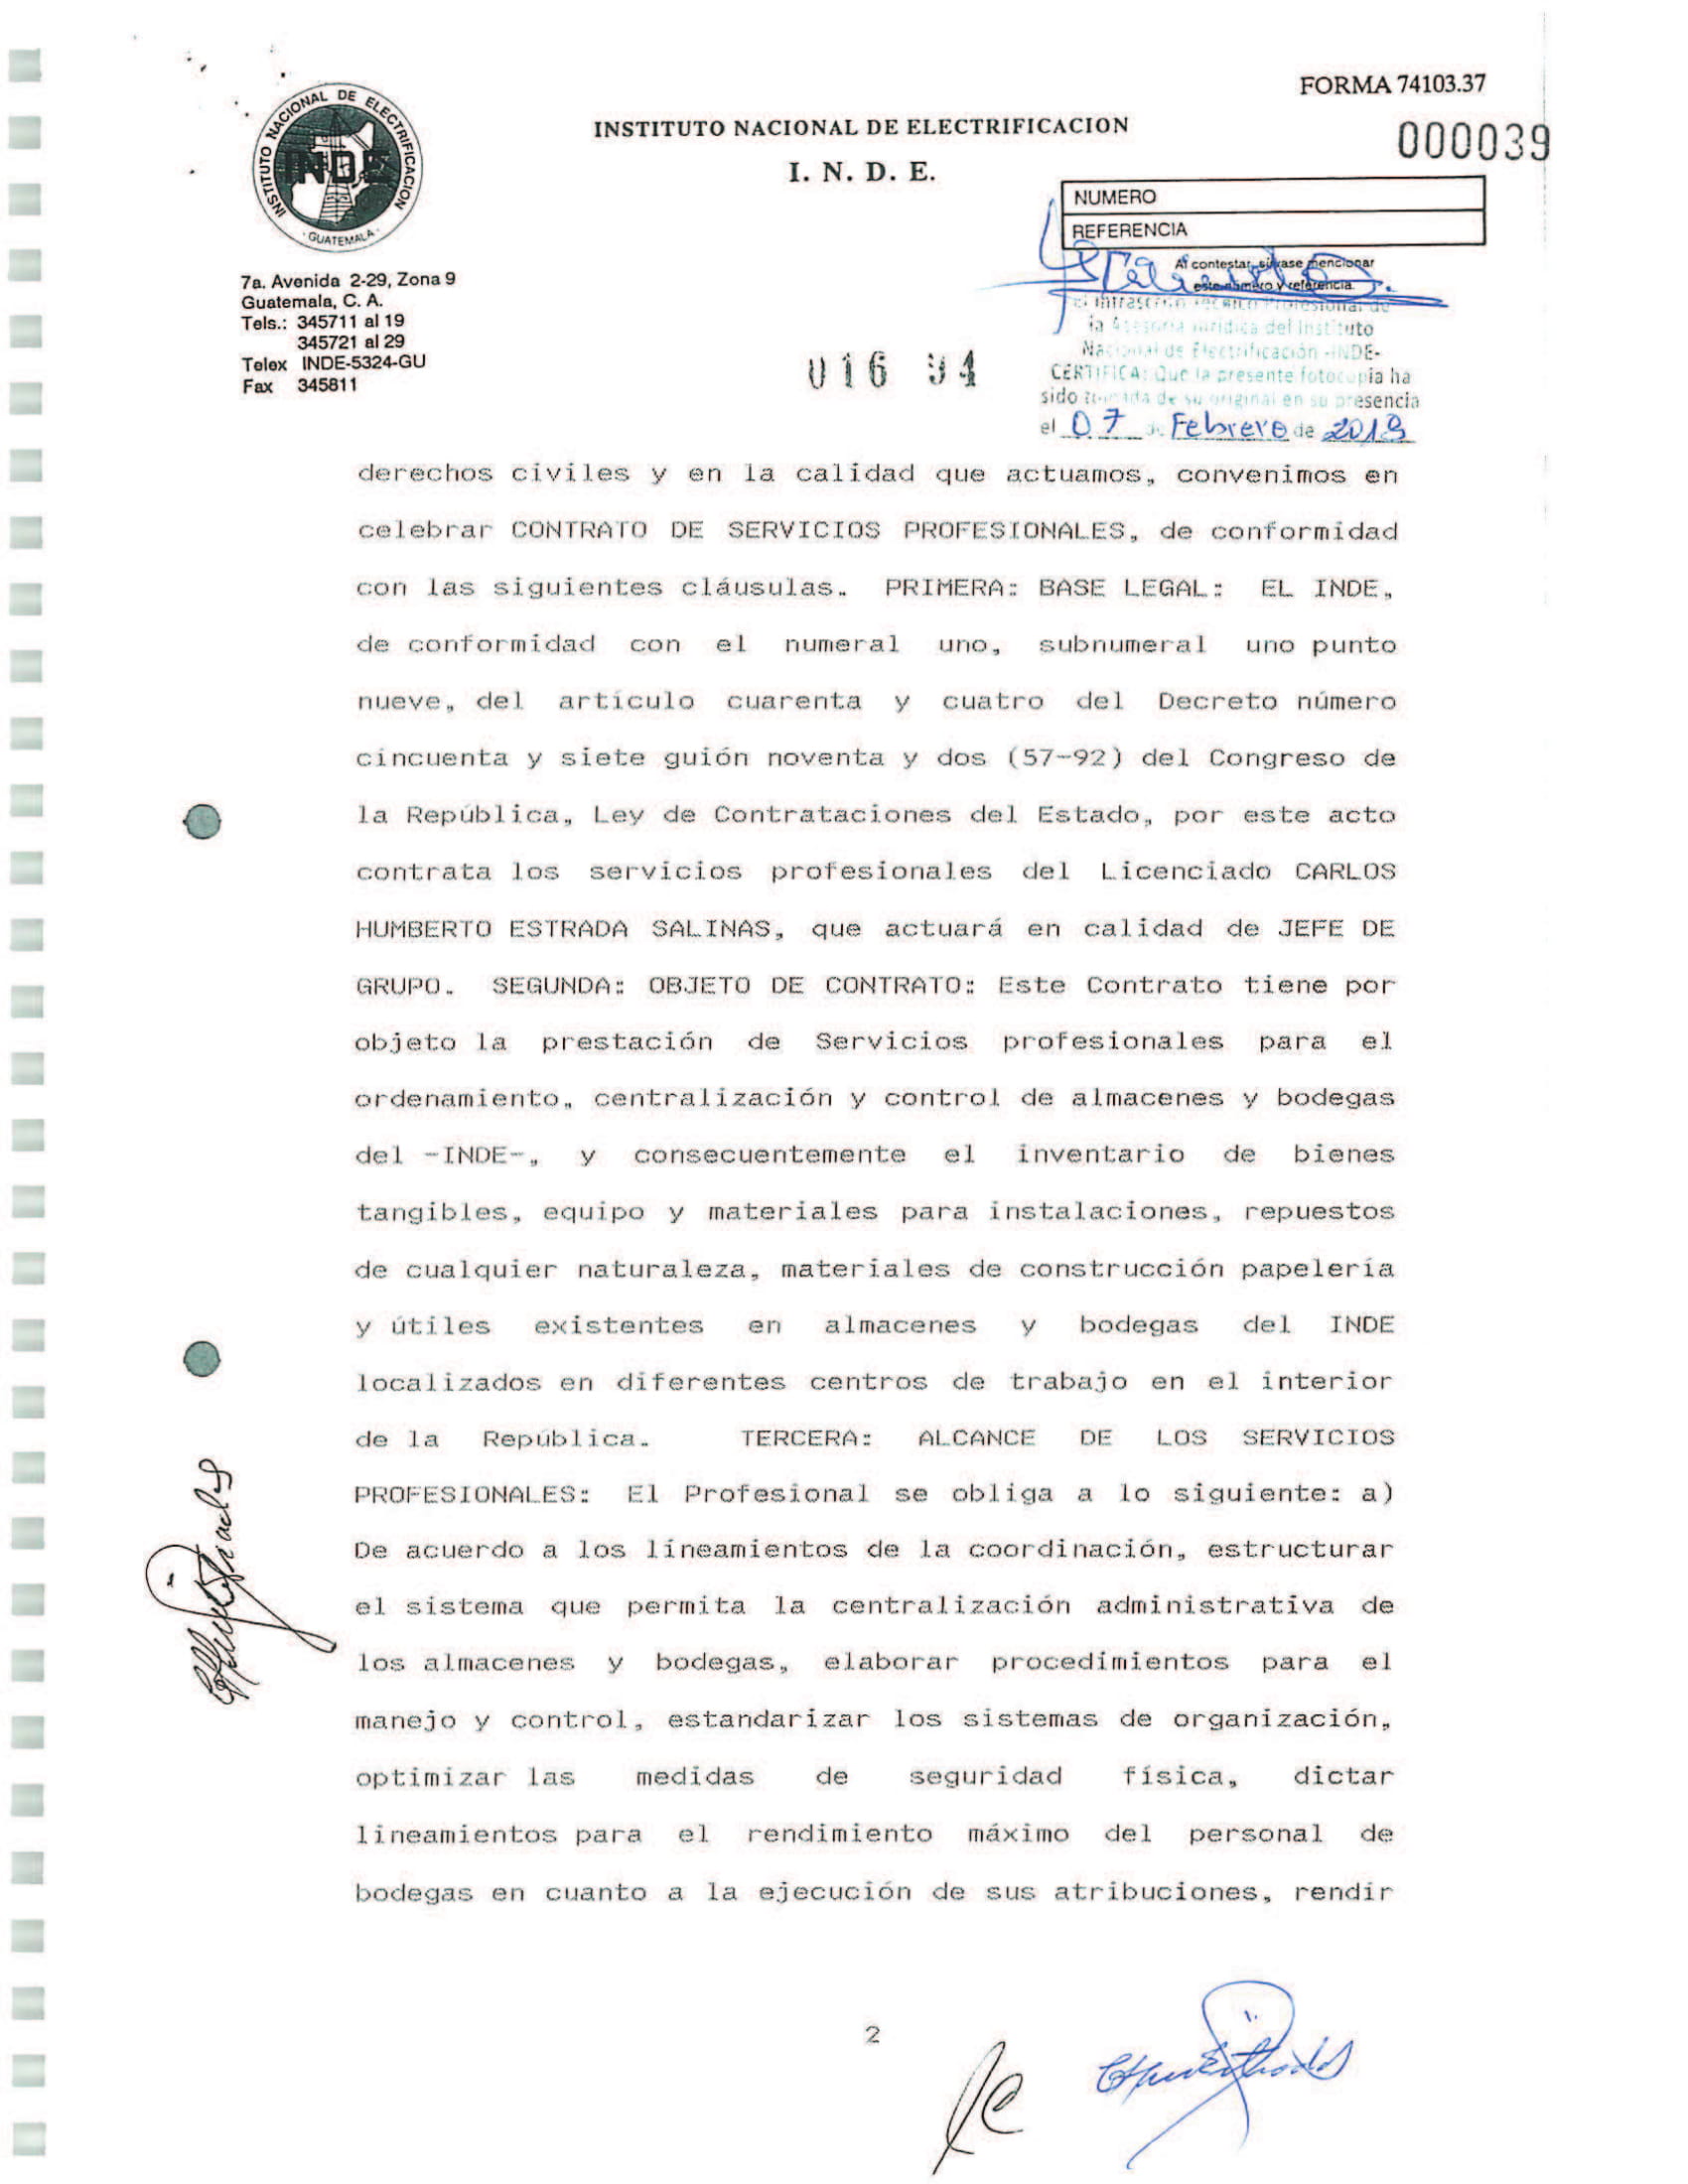 FORMA 74103.37
INSTITUTO NACIONAL DE ELECTRIFICACION
000039
I. N. D. E.
INSTITUTO NACIONAL DE ELECTRIFICACION
INDE
· GUATEMALA ·
NUMERO
REFERENCIA
Al contestar, sírvase mencionar
este número y referencia.
7a. Avenida 2-29, Zona 9
Guatemala, C. A.
Tels.: 345711 al 19
345721 al 29
Telex INDE-5324-GU
Fax 345811
El Infrascrito Técnico Profesional de
la Asesoría Jurídica del Instituto
Nacional de Electrificación -INDE-
CERTIFICA: Que la presente fotocopia ha
sido tomada de su original en su presencia
el 07 de Febrero de 2019
016 94
derechos civiles y en la calidad que actuamos, convenimos en
celebrar CONTRATO DE SERVICIOS PROFESIONALES, de conformidad
con las siguientes cláusulas. PRIMERA: BASE LEGAL: EL INDE,
de conformidad con el numeral uno, subnumeral uno punto
nueve, del artículo cuarenta y cuatro del Decreto número
cincuenta y siete guión noventa y dos (57-92) del Congreso de
la República, Ley de Contrataciones del Estado, por este acto
contrata los servicios profesionales del Licenciado CARLOS
HUMBERTO ESTRADA SALINAS, que actuará en calidad de JEFE DE
GRUPO. SEGUNDA: OBJETO DE CONTRATO: Este Contrato tiene por
objeto la prestación de Servicios profesionales para el
ordenamiento, centralización y control de almacenes y bodegas
del -INDE-, y consecuentemente el inventario de bienes
tangibles, equipo y materiales para instalaciones, repuestos
de cualquier naturaleza, materiales de construcción papelería
y útiles existentes en almacenes y bodegas del INDE
localizados en diferentes centros de trabajo en el interior
de la República. TERCERA: ALCANCE DE LOS SERVICIOS
PROFESIONALES: El Profesional se obliga a lo siguiente: a)
De acuerdo a los lineamientos de la coordinación, estructurar
el sistema que permita la centralización administrativa de
los almacenes y bodegas, elaborar procedimientos para el
manejo y control, estandarizar los sistemas de organización,
optimizar las medidas de seguridad física, dictar
lineamientos para el rendimiento máximo del personal de
bodegas en cuanto a la ejecución de sus atribuciones, rendir
2